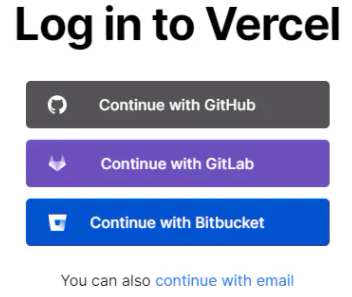 Log in to Vercel
Continue with GitHub
Continue with GitLab
Continue with Bitbucket
You can also continue with email